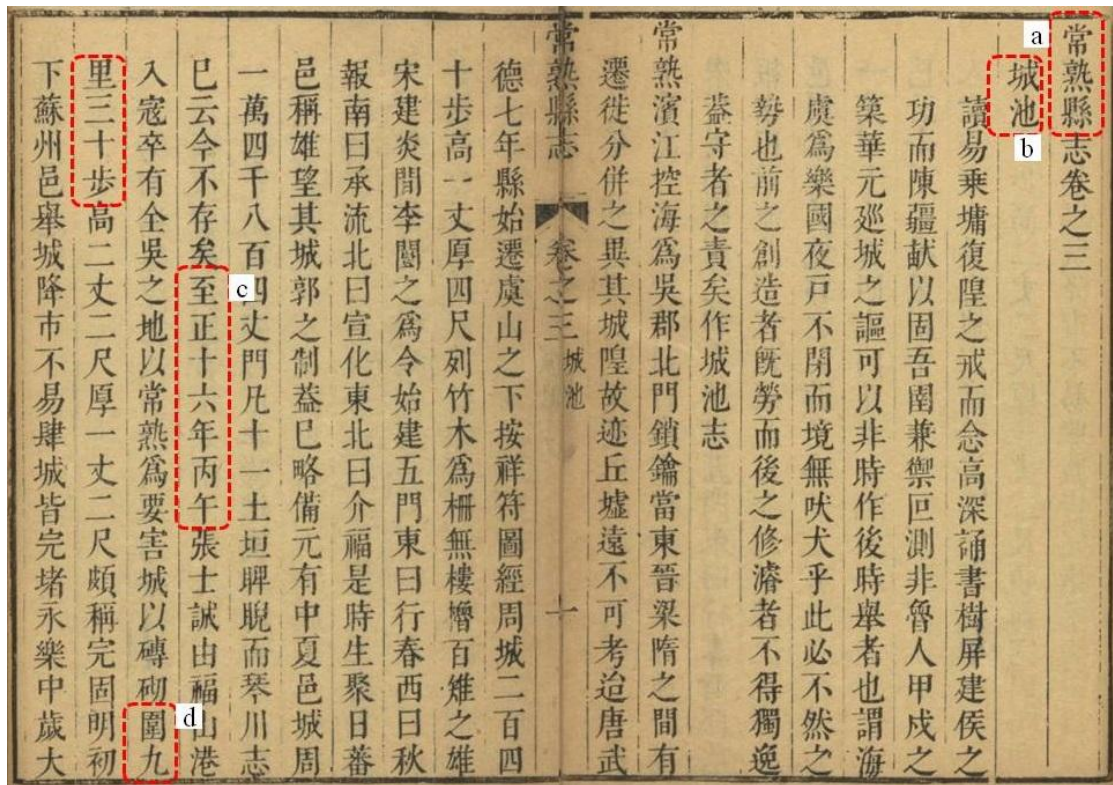 a
常熟縣志卷之三
城池
b
讀易乗墉復隍之戒而念高深誦書樹屏建侯之
功而陳疆猷以固吾圉兼禦叵測非魯人甲戌之
築華元廵城之謳可以非時作後時舉者也謂海
虞爲樂國夜戸不閉而境無吠犬乎此必不然之
勢也前之創造者旣勞而後之修濬者不得獨逸
葢守者之責矣作城池志
常熟濱江控海爲吳郡北門鎖鑰當東晉梁隋之間有
遷徙分併之異其城隍故迹丘墟遠不可考迨唐武
常熟縣志 卷之三 城池 一
德七年縣始遷虞山之下按祥符圖經周城二百四
十步高一丈厚四尺列竹木爲柵無樓櫓百雉之雄
宋建炎間李闓之爲令始建五門東曰行春西曰秋
報南曰承流北曰宣化東北曰介福是時生聚日蕃
邑稱雄望其城郭之制葢巳略備元有中夏邑城周
一萬四千八百四丈門凡十一土垣睥睨而琴川志
巳云今不存矣至正十六年丙午張士誠由福山港
c
入寇卒有全吳之地以常熟爲要害城以磚砌圍九
d
里三十步高二丈二尺厚一丈二尺頗稱完固明初
下蘇州邑舉城降市不易肆城皆完堵永樂中歲大